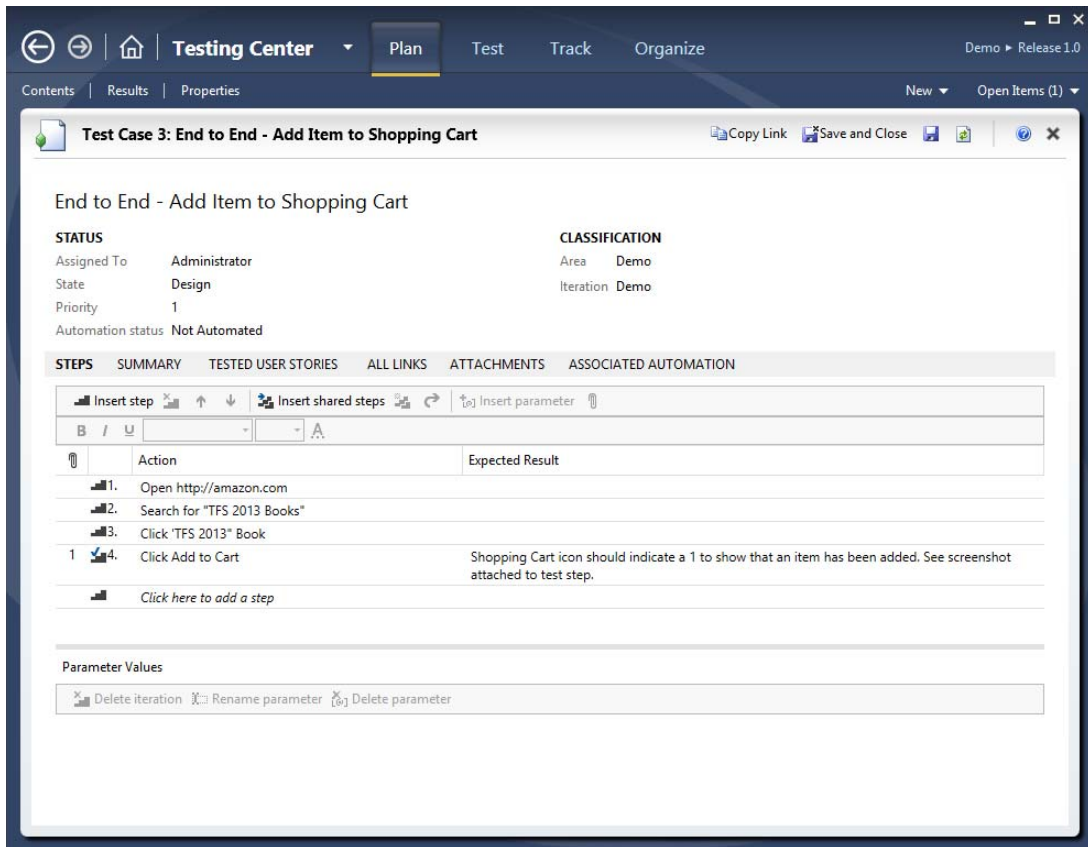 Testing Center Plan Test Track Organize Demo ▸ Release 1.0
Contents | Results | Properties New Open Items (1)
Test Case 3: End to End - Add Item to Shopping Cart Copy Link Save and Close
End to End - Add Item to Shopping Cart
STATUS CLASSIFICATION
Assigned To Administrator Area Demo
State Design Iteration Demo
Priority 1
Automation status Not Automated
STEPS SUMMARY TESTED USER STORIES ALL LINKS ATTACHMENTS ASSOCIATED AUTOMATION
Insert step Insert shared steps Insert parameter
B I U A
Action Expected Result
1. Open http://amazon.com
2. Search for "TFS 2013 Books"
3. Click 'TFS 2013" Book
1 4. Click Add to Cart Shopping Cart icon should indicate a 1 to show that an item has been added. See screenshot
attached to test step.
Click here to add a step
Parameter Values
Delete iteration Rename parameter Delete parameter